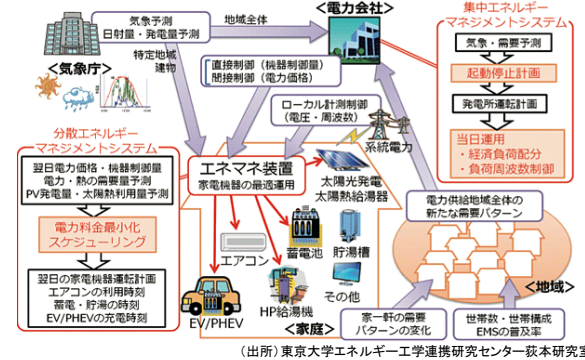 気象予測
日射量・発電量予測
地域全体
<電力会社>
集中エネルギー
マネジメントシステム
特定地域
建物
<気象庁>
直接制御(機器制御量)
間接制御(電力価格)
気象・需要予測
起動停止計画
発電所運転計画
当日運用
・経済負荷配分
・負荷周波数制御
ローカル計測制御
(電圧・周波数)
系統電力
分散エネルギー
マネジメントシステム
翌日電力価格・機器制御量
電力・熱の需要量予測
PV発電量・太陽熱利用量予測
電力料金最小化
スケジューリング
翌日の家電機器運転計画
エアコンの利用時刻
蓄電・貯湯の時刻
EV/PHEVの充電時刻
エネマネ装置
家電機器の最適運用
太陽光発電
太陽熱給湯器
エアコン
蓄電池
貯湯槽
EV/PHEV
HP給湯機
その他
<家庭>
電力供給地域全体の
新たな需要パターン
<地域>
家一軒の需要
パターンの変化
世帯数・世帯構成
EMSの普及率
(出所)東京大学エネルギー工学連携研究センター荻本研究室